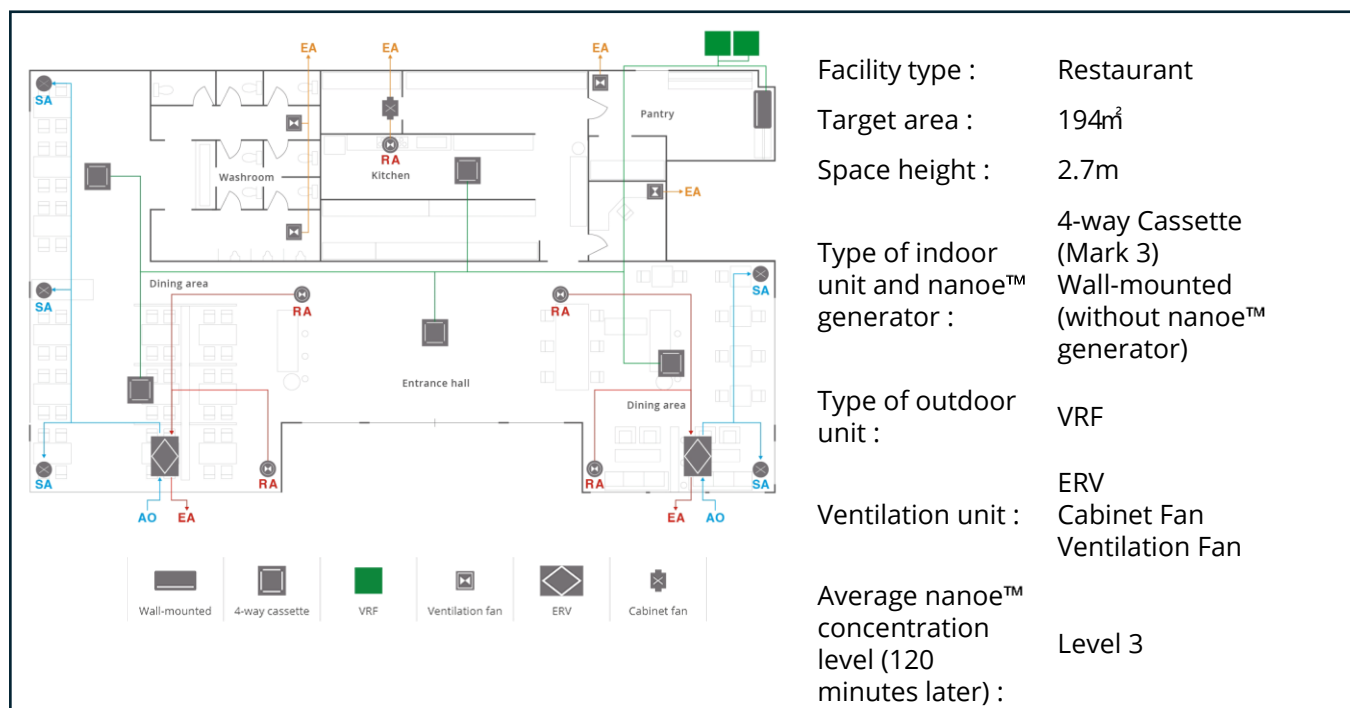 EA
EA
EA
SA
Pantry
RA
Kitchen
Washroom
EA
Dining area
SA
RA
RA
SA
Entrance hall
Dining area
SA
RA
RA
SA
AO
EA
EA
AO
Wall-mounted
4-way cassette
VRF
Ventilation fan
ERV
Cabinet fan
Facility type :
Restaurant
Target area :
194㎡
Space height :
2.7m
Type of indoor
unit and nanoe™
generator :
4-way Cassette
(Mark 3)
Wall-mounted
(without nanoe™
generator)
Type of outdoor
unit :
VRF
Ventilation unit :
ERV
Cabinet Fan
Ventilation Fan
Average nanoe™
concentration
level (120
minutes later) :
Level 3